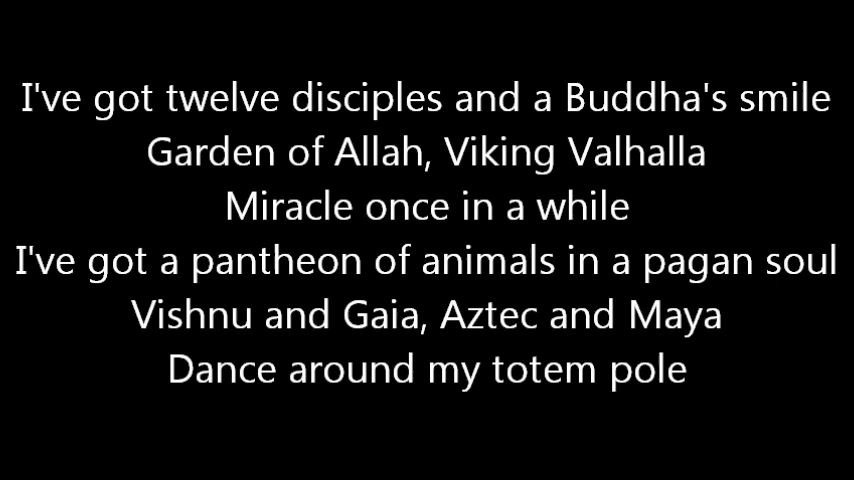 I've got twelve disciples and a Buddha's smile
Garden of Allah, Viking Valhalla
Miracle once in a while
I've got a pantheon of animals in a pagan soul
Vishnu and Gaia, Aztec and Maya
Dance around my totem pole